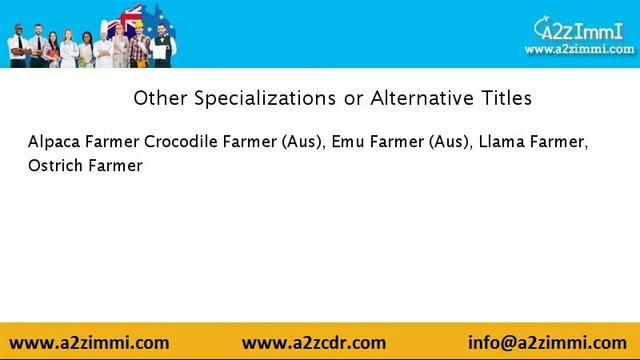 A2ZImmI
www.a2zimmi.com
Other Specializations or Alternative Titles
Alpaca Farmer Crocodile Farmer (Aus), Emu Farmer (Aus), Llama Farmer,
Ostrich Farmer
www.a2zimmi.com www.a2zcdr.com info@a2zimmi.com